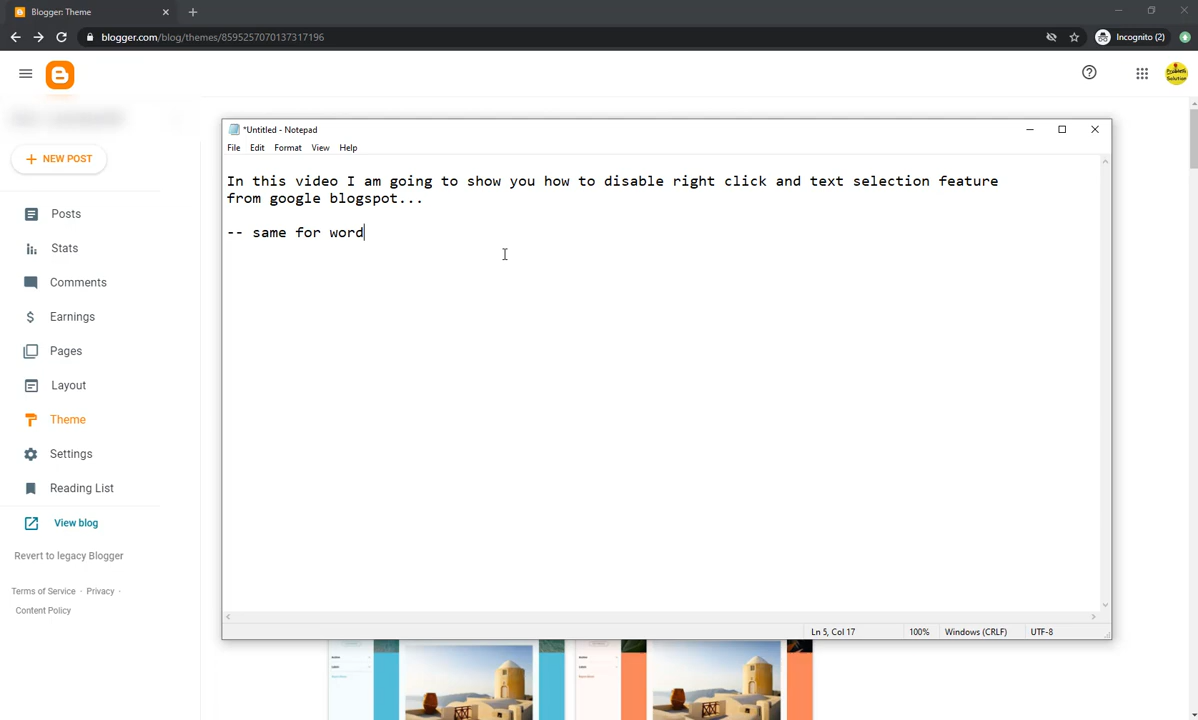 Blogger: Theme
blogger.com/blog/themes/8595257070137317196
Incognito (2)
NEW POST
Posts
Stats
Comments
Earnings
Pages
Layout
Theme
Settings
Reading List
View blog
Revert to legacy Blogger
Terms of Service · Privacy ·
Content Policy
*Untitled - Notepad
File Edit Format View Help
In this video I am going to show you how to disable right click and text selection feature
from google blogspot...
-- same for word
Ln 5, Col 17 100% Windows (CRLF) UTF-8